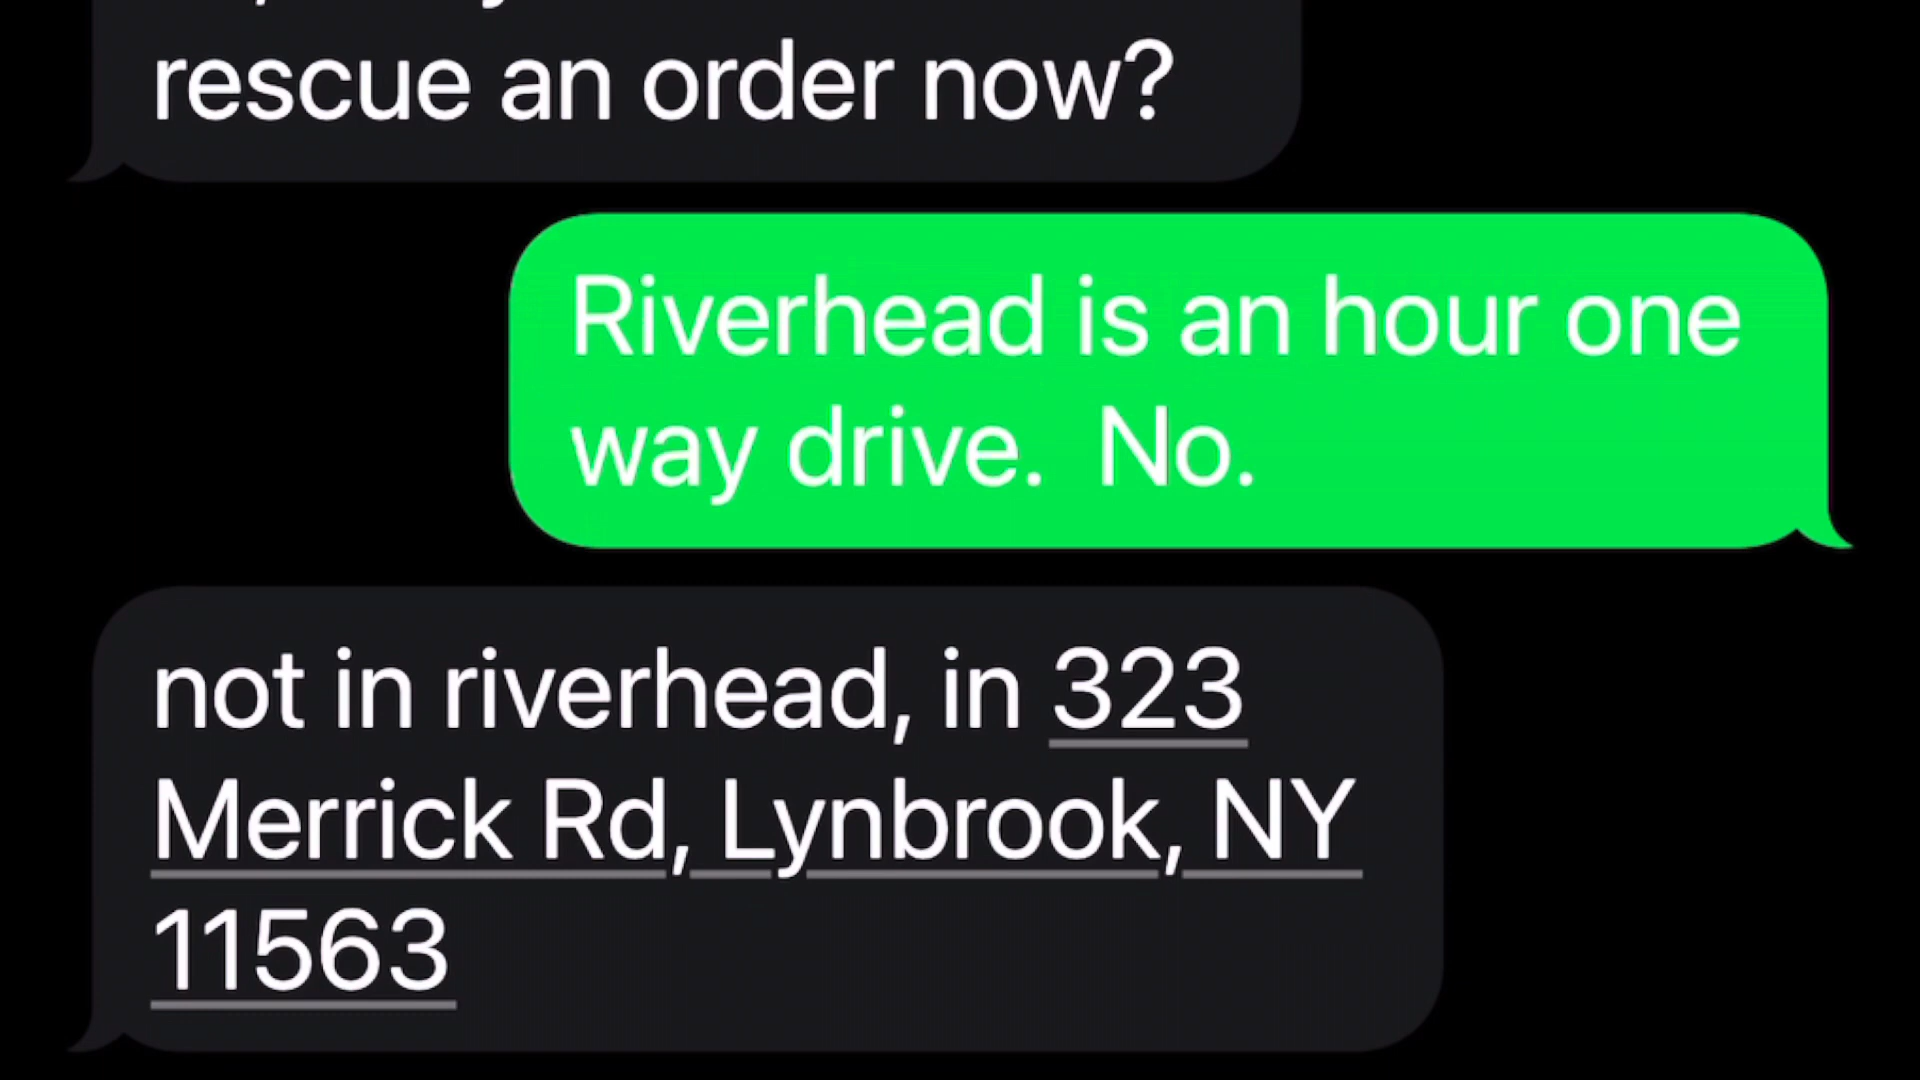 rescue an order now?
Riverhead is an hour one
way drive.  No.
not in riverhead, in 323
Merrick Rd, Lynbrook, NY
11563